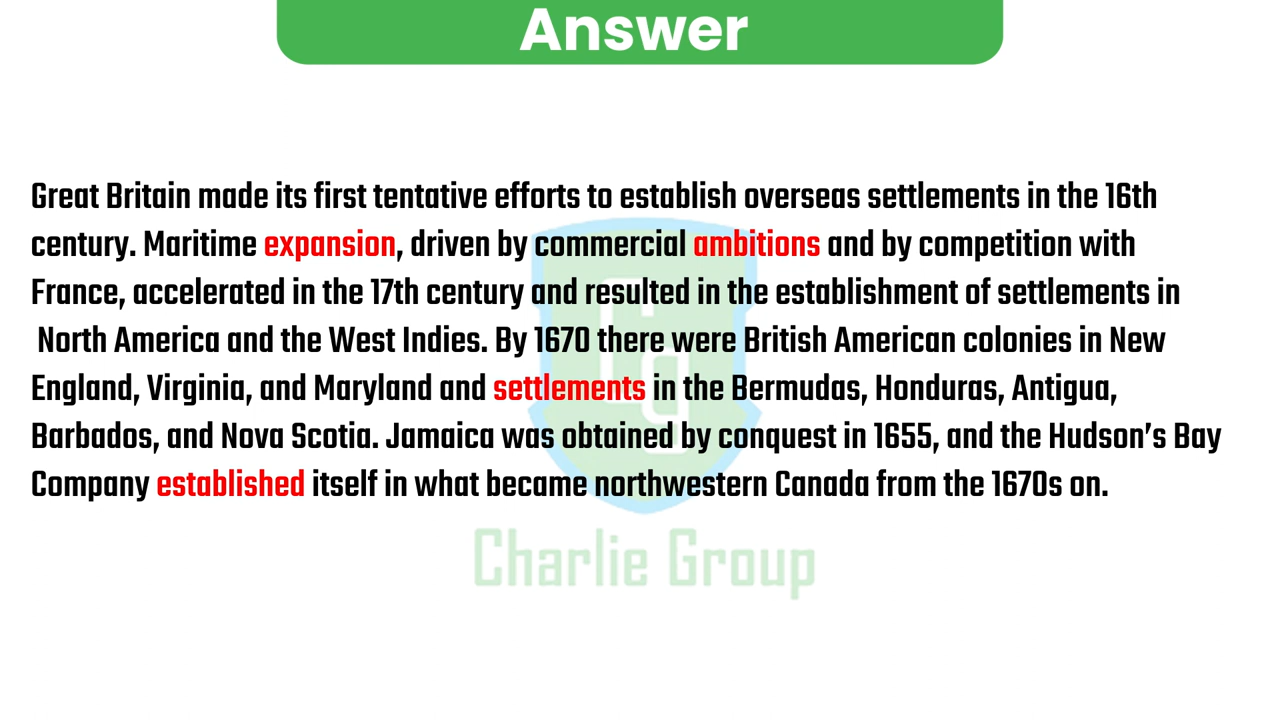 Answer
Great Britain made its first tentative efforts to establish overseas settlements in the 16th
century. Maritime expansion, driven by commercial ambitions and by competition with
France, accelerated in the 17th century and resulted in the establishment of settlements in
North America and the West Indies. By 1670 there were British American colonies in New
England, Virginia, and Maryland and settlements in the Bermudas, Honduras, Antigua,
Barbados, and Nova Scotia. Jamaica was obtained by conquest in 1655, and the Hudson’s Bay
Company established itself in what became northwestern Canada from the 1670s on.
Cg
Charlie Group